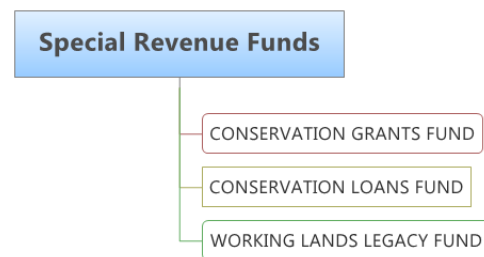 Special Revenue Funds
CONSERVATION GRANTS FUND
CONSERVATION LOANS FUND
WORKING LANDS LEGACY FUND